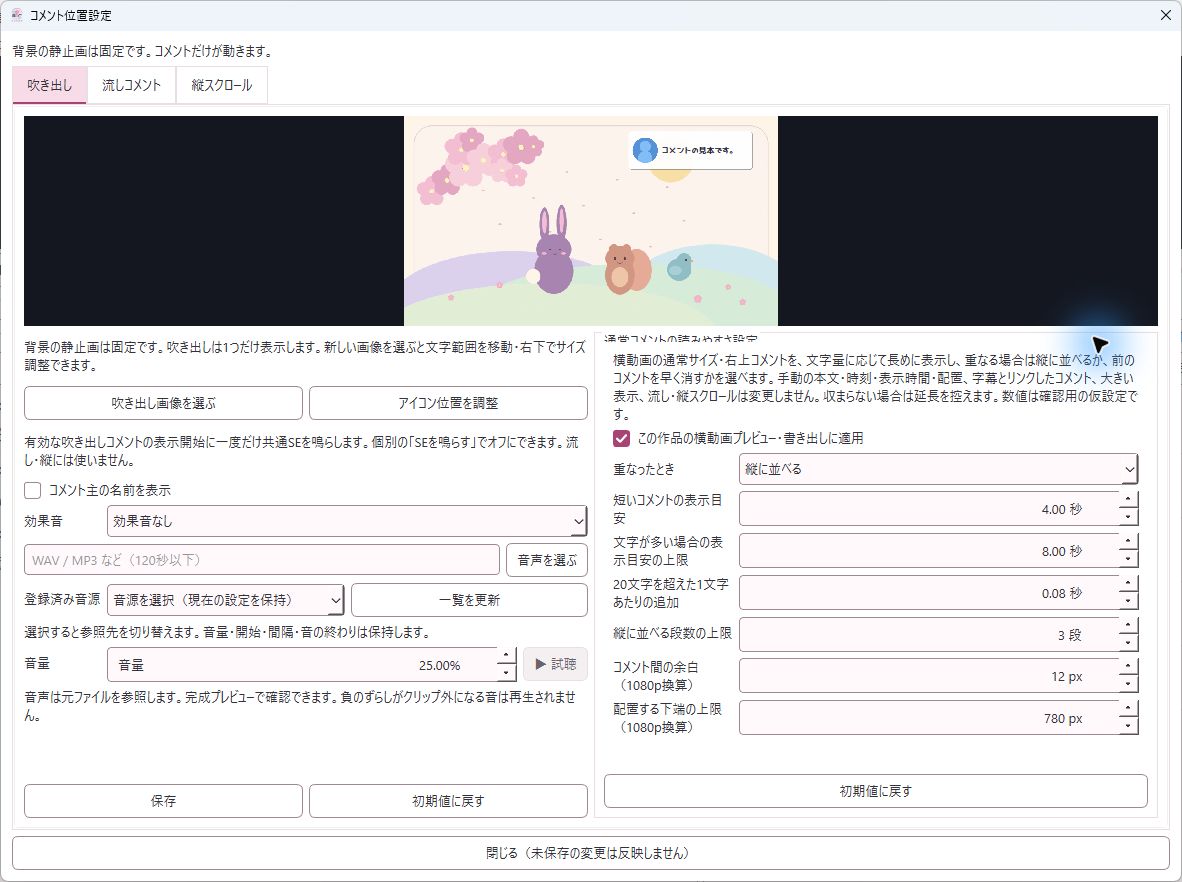 コメント位置設定
背景の静止画は固定です。コメントだけが動きます。
吹き出し
流しコメント
縦スクロール
コメントの見本です。
背景の静止画は固定です。吹き出しは1つだけ表示します。新しい画像を選ぶと文字範囲を移動・右下でサイズ
調整できます。
吹き出し画像を選ぶ
アイコン位置を調整
有効な吹き出しコメントの表示開始に一度だけ共通SEを鳴らします。個別の「SEを鳴らす」でオフにできます。流
し・縦には使いません。
コメント主の名前を表示
効果音
効果音なし
WAV / MP3 など（120秒以下）
音声を選ぶ
登録済み音源
音源を選択（現在の設定を保持）
一覧を更新
選択すると参照先を切り替えます。音量・開始・間隔・音の終わりは保持します。
音量
音量
25.00%
▶ 試聴
音声は元ファイルを参照します。完成プレビューで確認できます。負のずらしがクリップ外になる音は再生されませ
ん。
保存
初期値に戻す
通常コメントの読みやすさ設定
横動画の通常サイズ・右上コメントを、文字量に応じて長めに表示し、重なる場合は縦に並べるか、前の
コメントを早く消すかを選べます。手動の本文・時刻・表示時間・配置、字幕とリンクしたコメント、大きい
表示、流し・縦スクロールは変更しません。収まらない場合は延長を控えます。数値は確認用の仮設定で
す。
この作品の横動画プレビュー・書き出しに適用
重なったとき
縦に並べる
短いコメントの表示目
安
4.00 秒
文字が多い場合の表
示目安の上限
8.00 秒
20文字を超えた1文字
あたりの追加
0.08 秒
縦に並べる段数の上限
3 段
コメント間の余白
（1080p換算）
12 px
配置する下端の上限
（1080p換算）
780 px
初期値に戻す
閉じる（未保存の変更は反映しません）